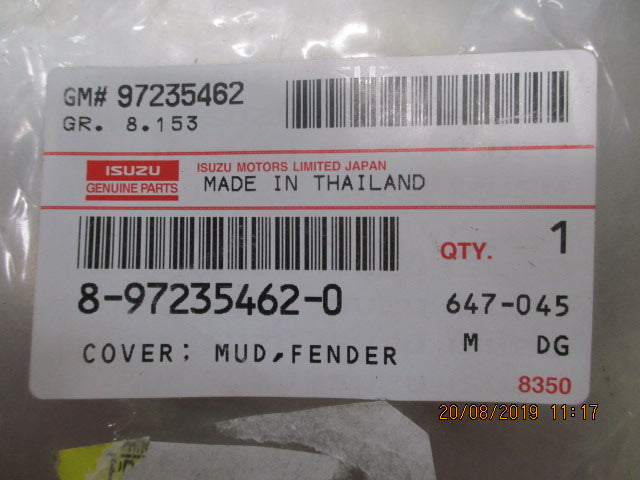 GM# 97235462
GR. 8.153
ISUZU
GENUINE PARTS
ISUZU MOTORS LIMITED JAPAN
MADE IN THAILAND
QTY. 1
8-97235462-0
647-045
COVER; MUD,FENDER
M DG
8350
20/08/2019 11:17